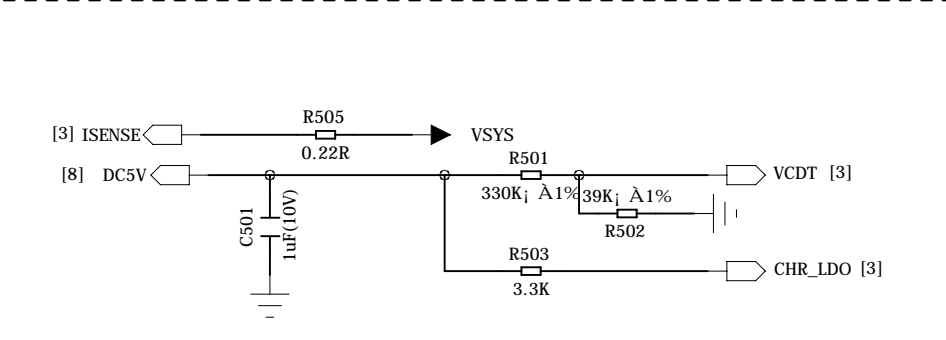 R505
[3] ISENSE
VSYS
0.22R
R501
[8] DC5V
VCDT [3]
330K¡ À1%
39K¡ À1%
C501
1uF(10V)
R502
R503
CHR_LDO [3]
3.3K